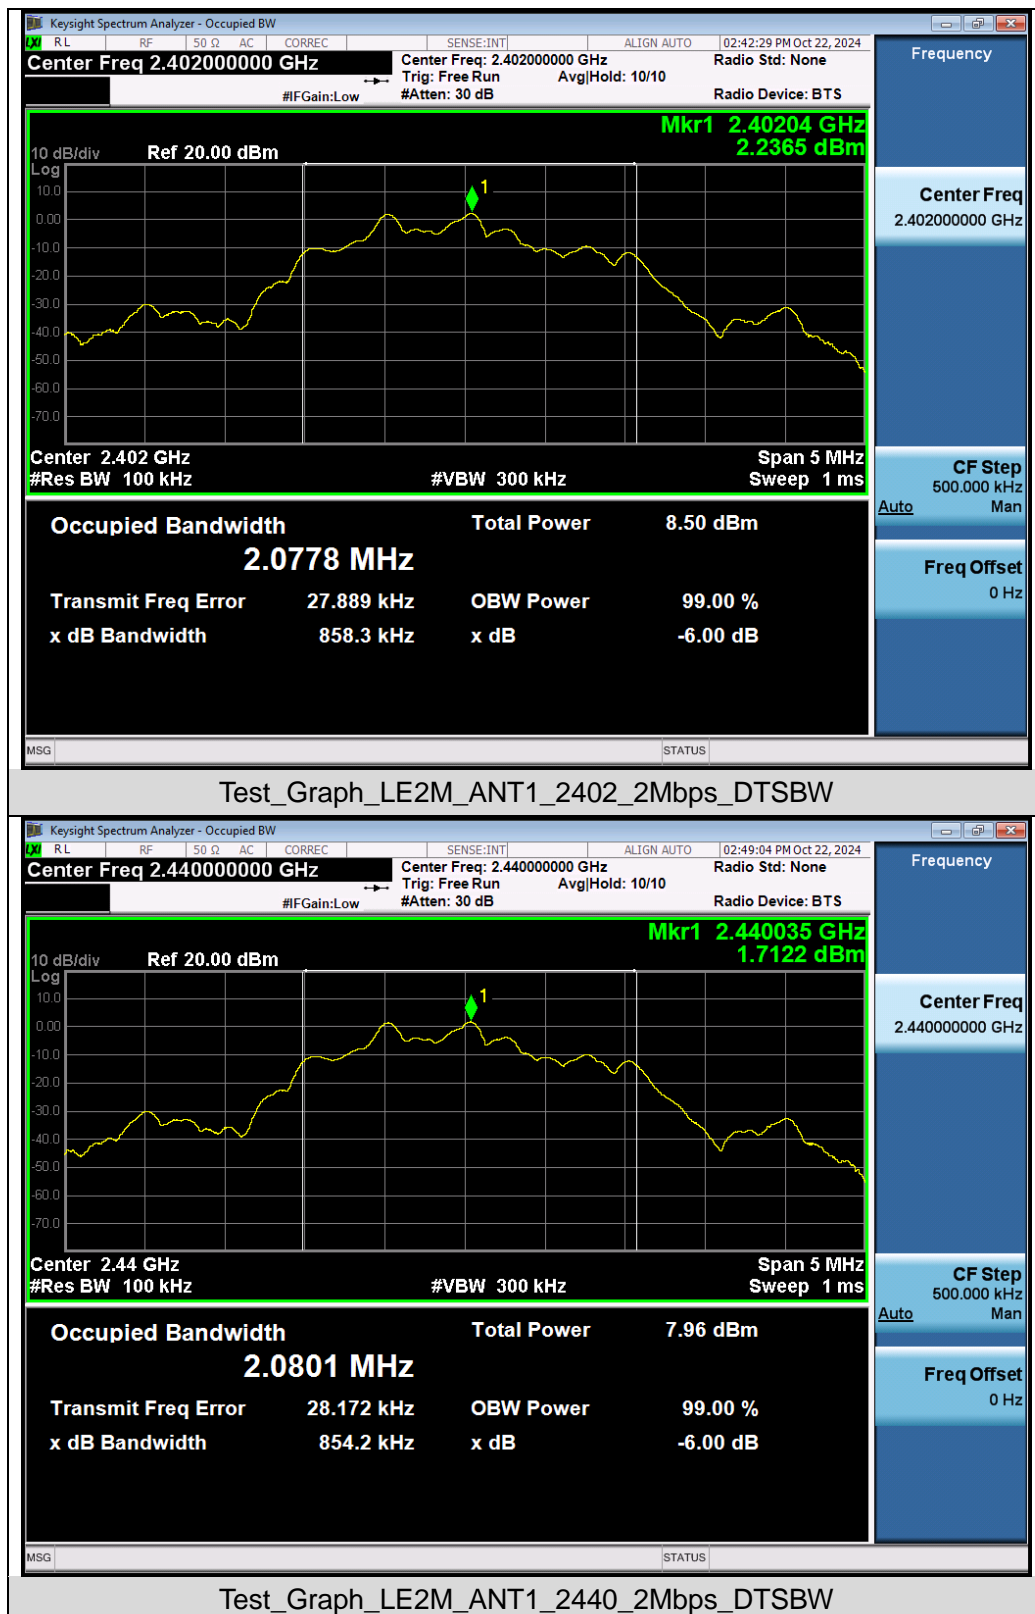 Keysight Spectrum Analyzer - Occupied BW
LXI RL RF 50 Ω AC CORREC SENSE:INT ALIGN AUTO 02:42:29 PM Oct 22, 2024
Center Freq 2.402000000 GHz
Center Freq: 2.402000000 GHz Radio Std: None
Trig: Free Run Avg|Hold: 10/10
#IFGain:Low #Atten: 30 dB Radio Device: BTS
Frequency
Mkr1 2.40204 GHz
2.2365 dBm
10 dB/div Ref 20.00 dBm
Log
10.0
0.00
-10.0
-20.0
-30.0
-40.0
-50.0
-60.0
-70.0
1
Center 2.402 GHz Span 5 MHz
#Res BW 100 kHz #VBW 300 kHz Sweep 1 ms
Center Freq
2.402000000 GHz
CF Step
500.000 kHz
Auto Man
Freq Offset
0 Hz
Occupied Bandwidth Total Power 8.50 dBm
2.0778 MHz
Transmit Freq Error 27.889 kHz OBW Power 99.00 %
x dB Bandwidth 858.3 kHz x dB -6.00 dB
MSG STATUS
Test_Graph_LE2M_ANT1_2402_2Mbps_DTSBW
Keysight Spectrum Analyzer - Occupied BW
LXI RL RF 50 Ω AC CORREC SENSE:INT ALIGN AUTO 02:49:04 PM Oct 22, 2024
Center Freq 2.440000000 GHz
Center Freq: 2.440000000 GHz Radio Std: None
Trig: Free Run Avg|Hold: 10/10
#IFGain:Low #Atten: 30 dB Radio Device: BTS
Frequency
Mkr1 2.440035 GHz
1.7122 dBm
10 dB/div Ref 20.00 dBm
Log
10.0
0.00
-10.0
-20.0
-30.0
-40.0
-50.0
-60.0
-70.0
1
Center 2.44 GHz Span 5 MHz
#Res BW 100 kHz #VBW 300 kHz Sweep 1 ms
Center Freq
2.440000000 GHz
CF Step
500.000 kHz
Auto Man
Freq Offset
0 Hz
Occupied Bandwidth Total Power 7.96 dBm
2.0801 MHz
Transmit Freq Error 28.172 kHz OBW Power 99.00 %
x dB Bandwidth 854.2 kHz x dB -6.00 dB
MSG STATUS
Test_Graph_LE2M_ANT1_2440_2Mbps_DTSBW